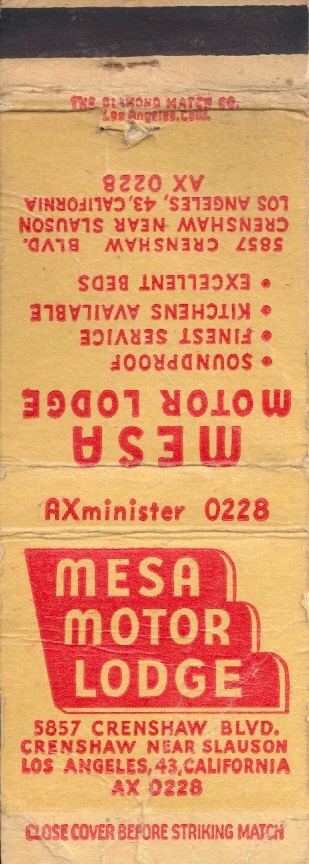 THE DIAMOND MATCH CO.
Los Angeles, Calif.
MESA
MOTOR LODGE
• SOUNDPROOF
• FINEST SERVICE
• KITCHENS AVAILABLE
• EXCELLENT BEDS
5857 CRENSHAW BLVD.
CRENSHAW NEAR SLAUSON
LOS ANGELES, 43, CALIFORNIA
AX 0228
AXminister 0228
MESA
MOTOR
LODGE
5857 CRENSHAW BLVD.
CRENSHAW NEAR SLAUSON
LOS ANGELES, 43, CALIFORNIA
AX 0228
CLOSE COVER BEFORE STRIKING MATCH